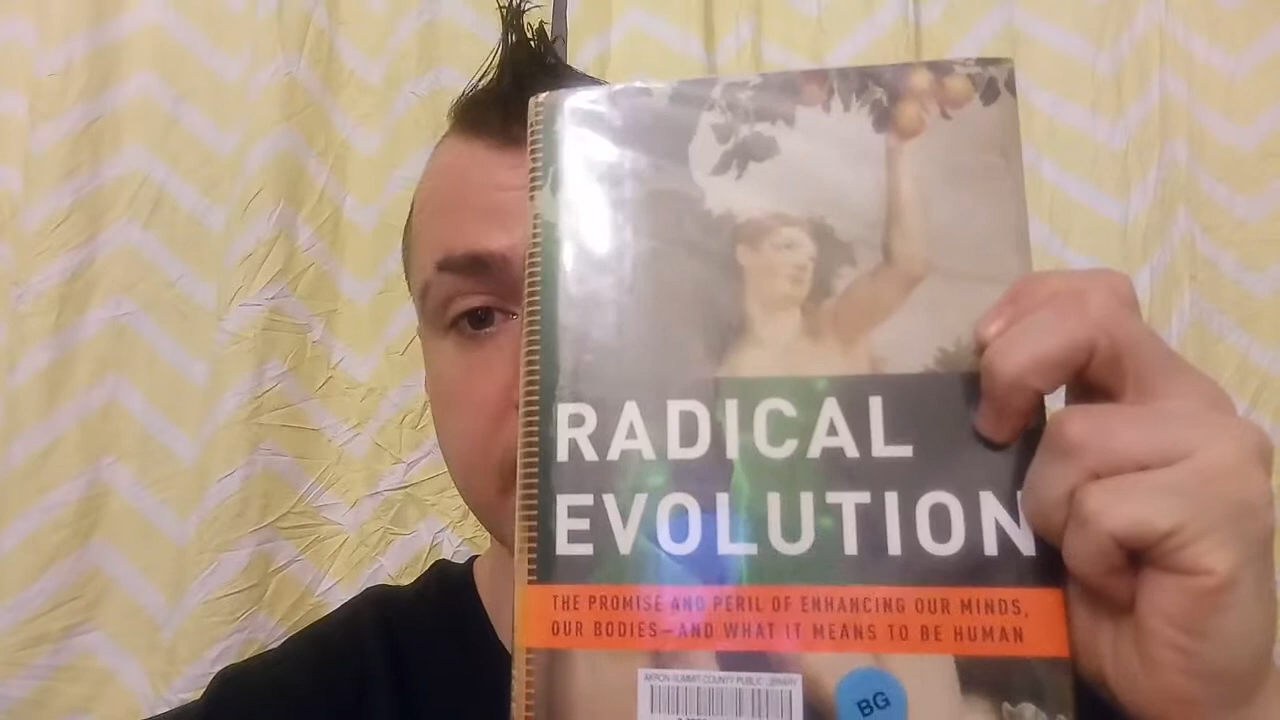 RADICAL
EVOLUTION
THE PROMISE AND PERIL OF ENHANCING OUR MINDS,
OUR BODIES—AND WHAT IT MEANS TO BE HUMAN
AKRON-SUMMIT COUNTY PUBLIC LIBRARY
BG